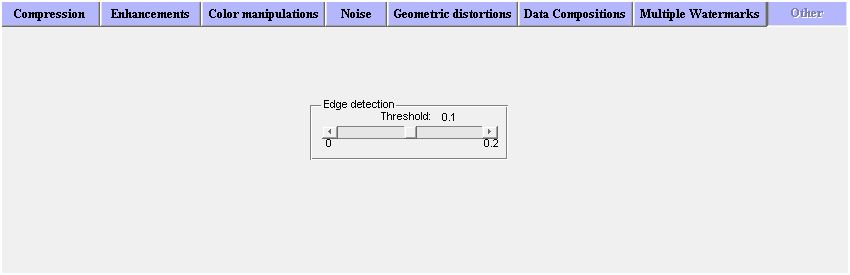 Compression Enhancements Color manipulations Noise Geometric distortions Data Compositions Multiple Watermarks Other
Edge detection
Threshold: 0.1
0 0.2